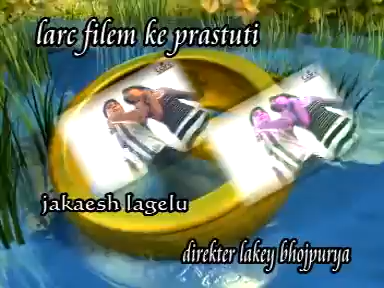 larc filem ke prastuti
jakaesh lagelu
direkter lakey bhojpurya